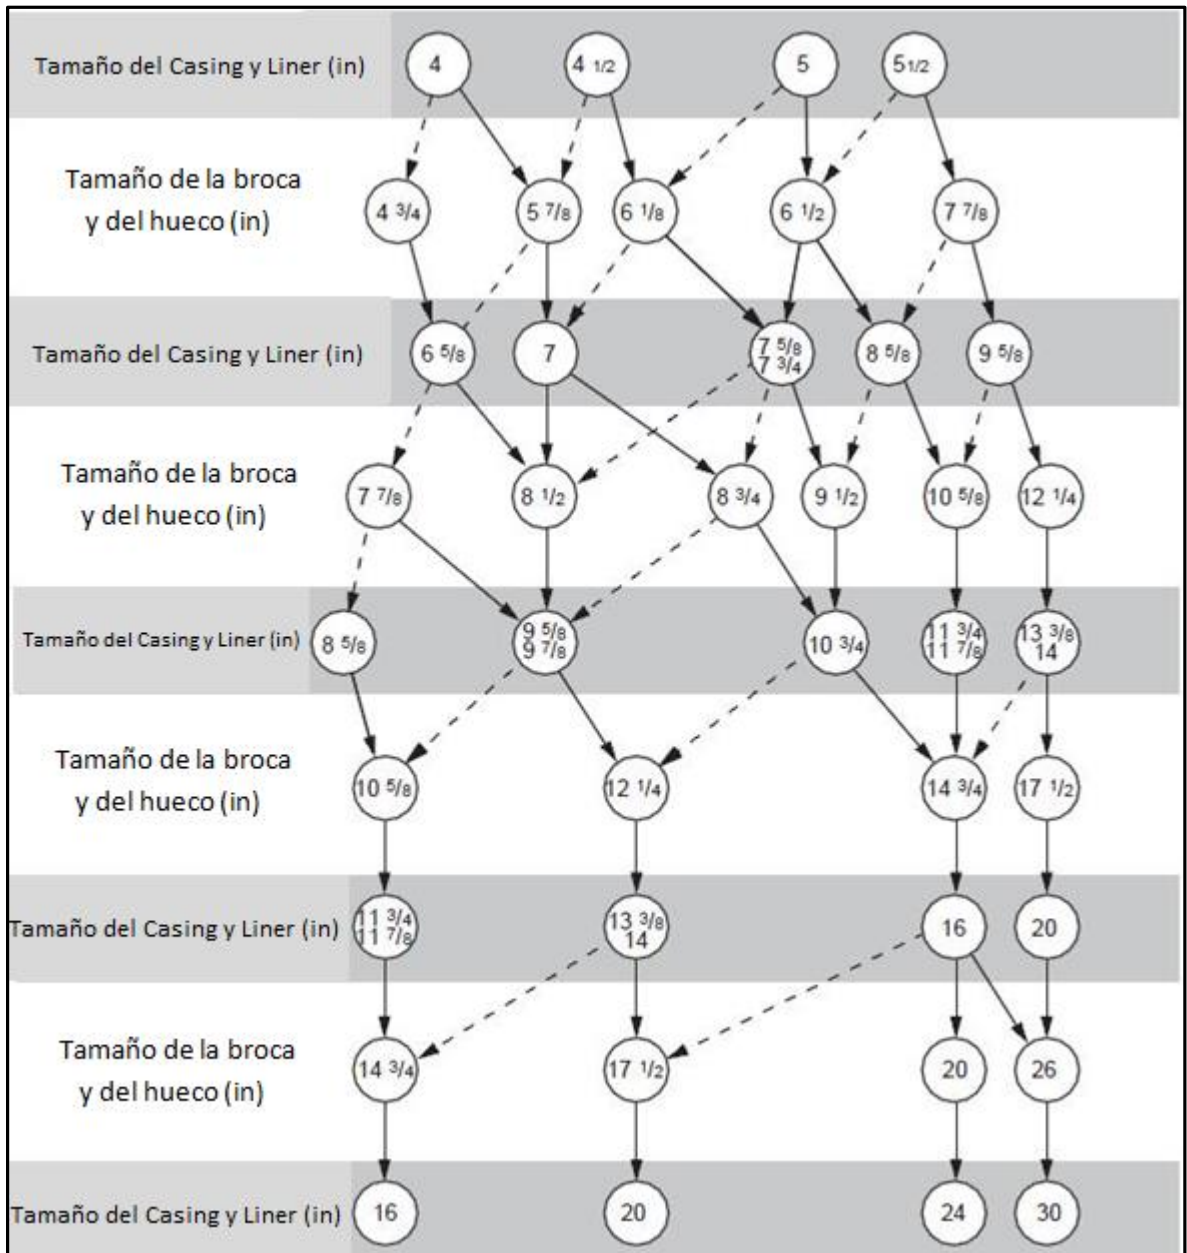 Tamaño del Casing y Liner (in) 4 4 1/2 5 5 1/2
Tamaño de la broca
y del hueco (in)
4 3/4 5 7/8 6 1/8 6 1/2 7 7/8
Tamaño del Casing y Liner (in) 6 5/8 7 7 5/8 8 5/8 9 5/8
7 3/4
Tamaño de la broca
y del hueco (in)
7 7/8 8 1/2 8 3/4 9 1/2 10 5/8 12 1/4
Tamaño del Casing y Liner (in) 8 5/8 9 5/8 10 3/4 11 3/4 13 3/8
9 7/8 11 7/8 14
Tamaño de la broca
y del hueco (in)
10 5/8 12 1/4 14 3/4 17 1/2
Tamaño del Casing y Liner (in) 11 3/4 13 3/8 16 20
11 7/8 14
Tamaño de la broca
y del hueco (in)
14 3/4 17 1/2 20 26
Tamaño del Casing y Liner (in) 16 20 24 30